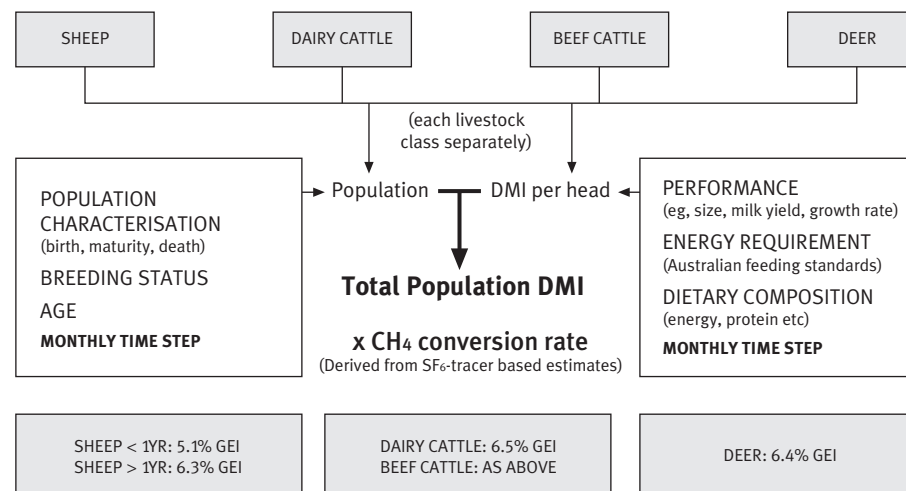 SHEEP
DAIRY CATTLE
BEEF CATTLE
DEER
(each livestock
class separately)
POPULATION
CHARACTERISATION
(birth, maturity, death)
BREEDING STATUS
AGE
MONTHLY TIME STEP
Population
DMI per head
PERFORMANCE
(eg, size, milk yield, growth rate)
ENERGY REQUIREMENT
(Australian feeding standards)
DIETARY COMPOSITION
(energy, protein etc)
MONTHLY TIME STEP
Total Population DMI
x CH4 conversion rate
(Derived from SF6-tracer based estimates)
SHEEP < 1YR: 5.1% GEI
SHEEP > 1YR: 6.3% GEI
DAIRY CATTLE: 6.5% GEI
BEEF CATTLE: AS ABOVE
DEER: 6.4% GEI